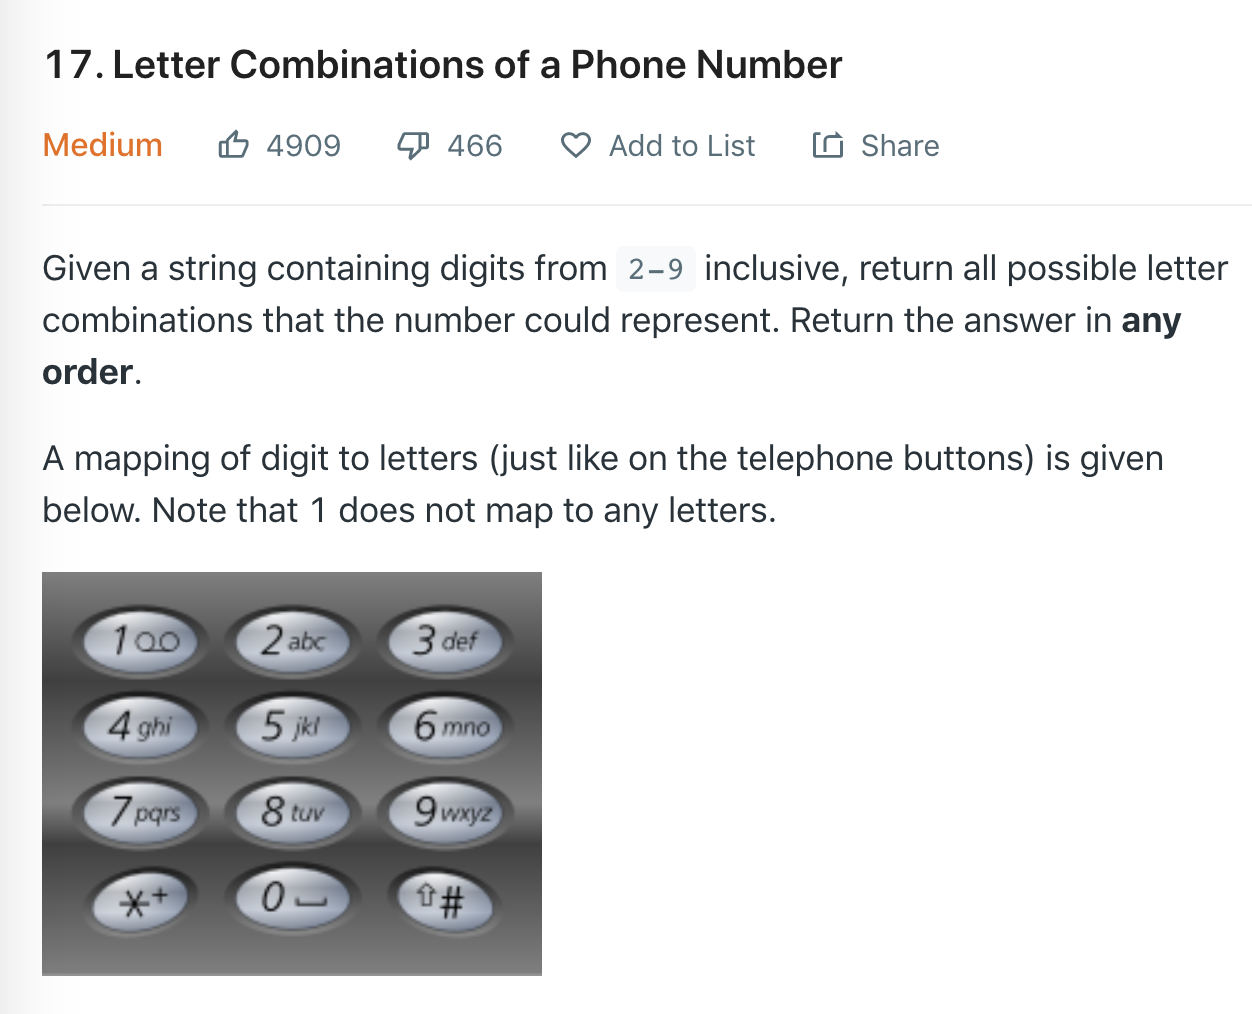 17. Letter Combinations of a Phone Number
Medium 4909 466 Add to List Share
Given a string containing digits from 2-9 inclusive, return all possible letter
combinations that the number could represent. Return the answer in any
order.
A mapping of digit to letters (just like on the telephone buttons) is given
below. Note that 1 does not map to any letters.
1 2 abc 3 def
4 ghi 5 jkl 6 mno
7 pqrs 8 tuv 9 wxyz
*+ 0 #